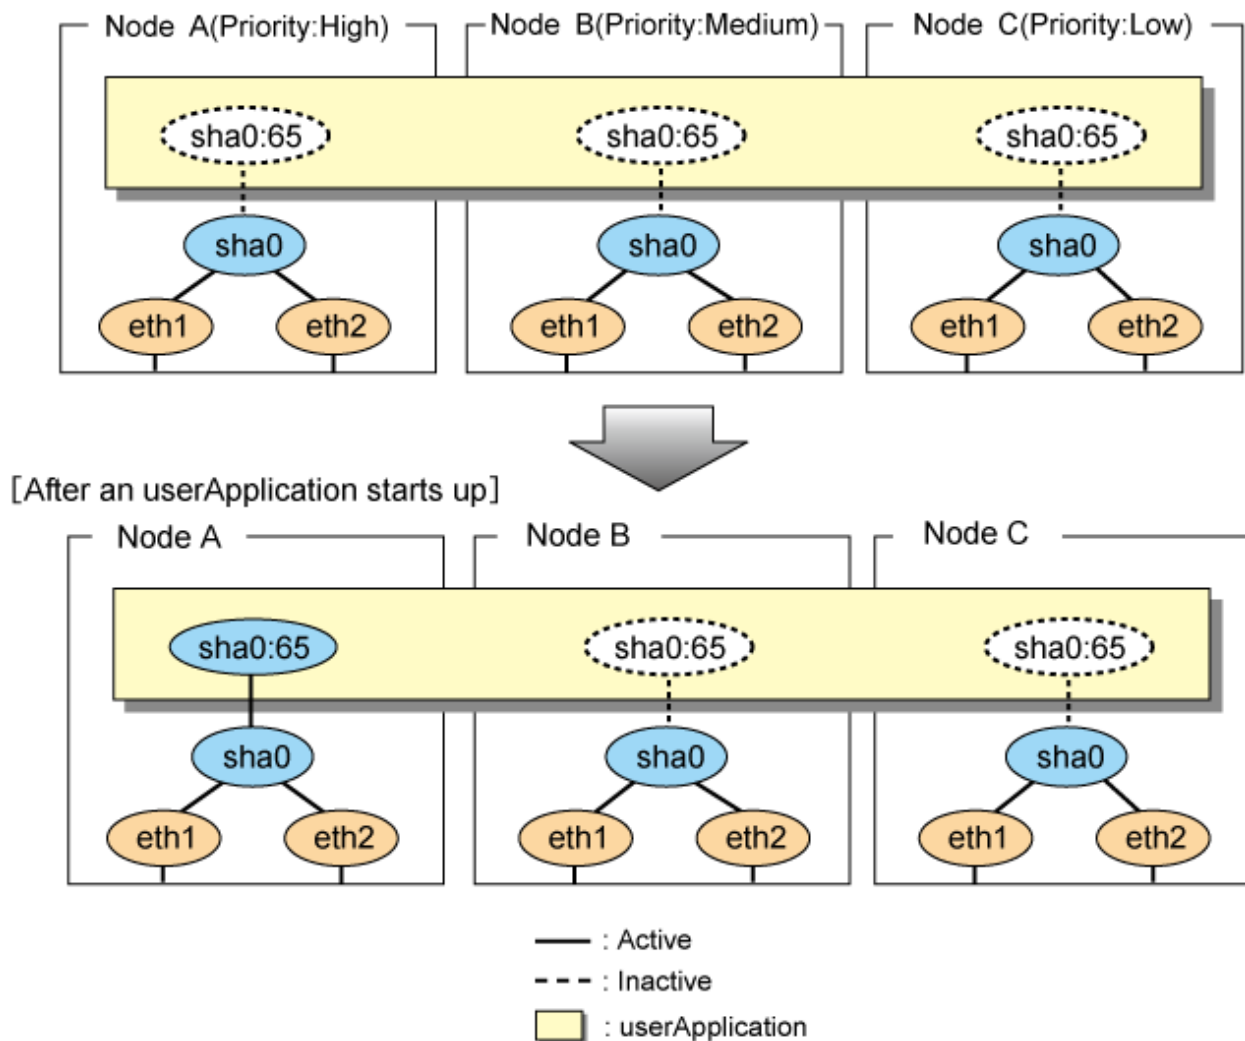 Node A(Priority:High) Node B(Priority:Medium) Node C(Priority:Low)
sha0:65 sha0:65 sha0:65
sha0 sha0 sha0
eth1 eth2 eth1 eth2 eth1 eth2
[After an userApplication starts up]
Node A Node B Node C
sha0:65 sha0:65 sha0:65
sha0 sha0 sha0
eth1 eth2 eth1 eth2 eth1 eth2
: Active
: Inactive
: userApplication